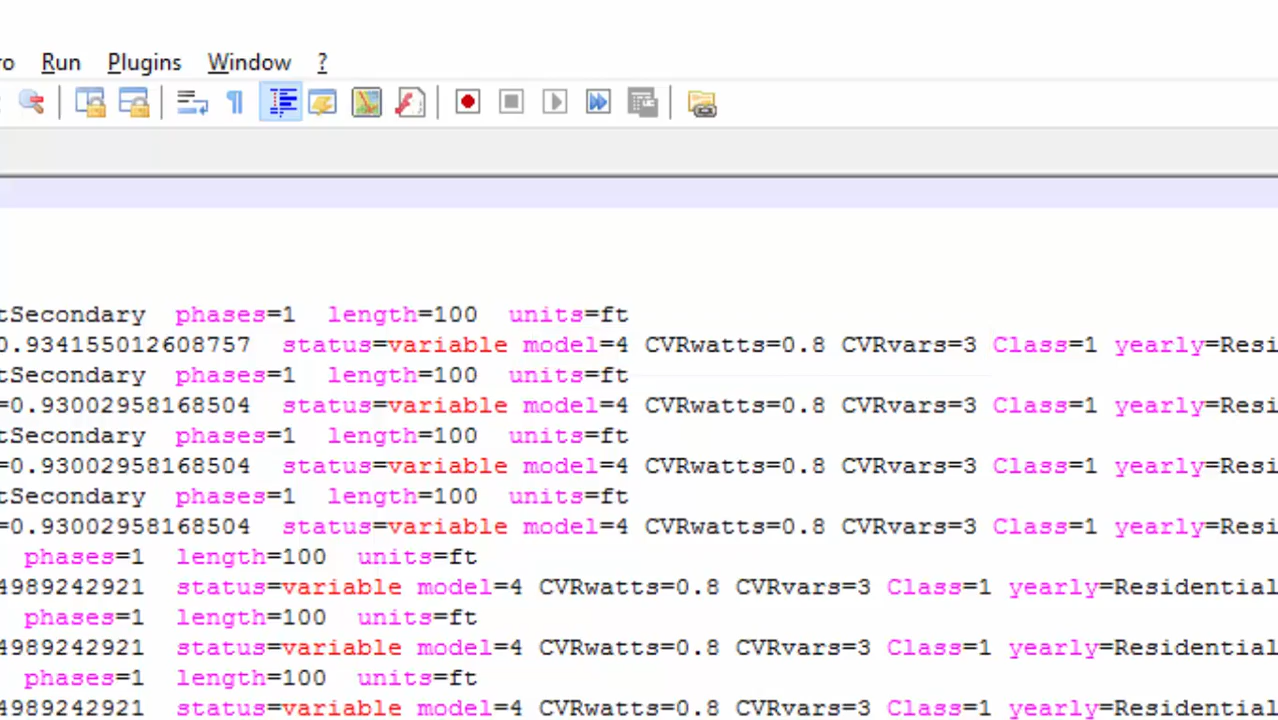 ro Run Plugins Window ?
tSecondary phases=1 length=100 units=ft
0.934155012608757 status=variable model=4 CVRwatts=0.8 CVRvars=3 Class=1 yearly=Resi
tSecondary phases=1 length=100 units=ft
=0.93002958168504 status=variable model=4 CVRwatts=0.8 CVRvars=3 Class=1 yearly=Resi
tSecondary phases=1 length=100 units=ft
=0.93002958168504 status=variable model=4 CVRwatts=0.8 CVRvars=3 Class=1 yearly=Resi
tSecondary phases=1 length=100 units=ft
=0.93002958168504 status=variable model=4 CVRwatts=0.8 CVRvars=3 Class=1 yearly=Resi
phases=1 length=100 units=ft
4989242921 status=variable model=4 CVRwatts=0.8 CVRvars=3 Class=1 yearly=Residential
phases=1 length=100 units=ft
4989242921 status=variable model=4 CVRwatts=0.8 CVRvars=3 Class=1 yearly=Residential
phases=1 length=100 units=ft
4989242921 status=variable model=4 CVRwatts=0.8 CVRvars=3 Class=1 yearly=Residential